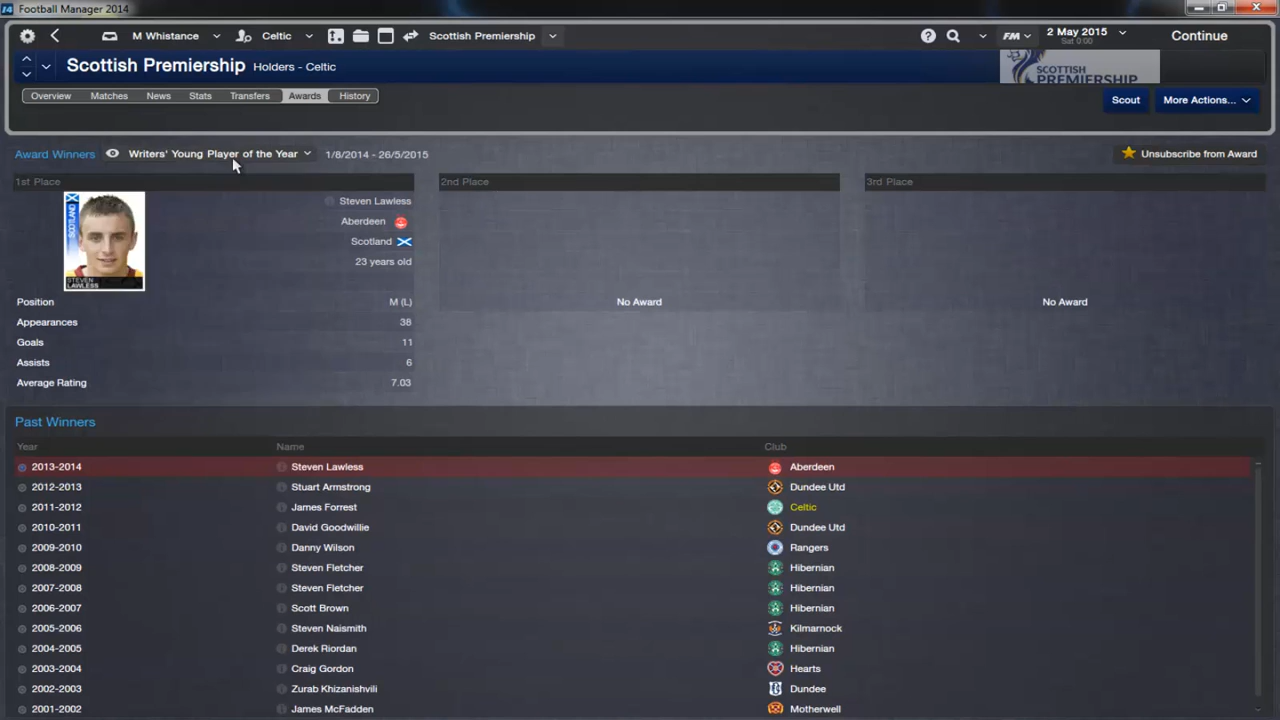 Football Manager 2014
M Whistance Celtic Scottish Premiership FM 2 May 2015 Sat 0:00 Continue
Scottish Premiership Holders - Celtic
SCOTTISH PREMIERSHIP
Overview Matches News Stats Transfers Awards History Scout More Actions...
Award Winners Writers' Young Player of the Year 1/8/2014 - 26/5/2015 Unsubscribe from Award
1st Place 2nd Place 3rd Place
SCOTLAND
STEVEN LAWLESS
Steven Lawless
Aberdeen
Scotland
23 years old
Position M (L) No Award No Award
Appearances 38
Goals 11
Assists 6
Average Rating 7.03
Past Winners
Year Name Club
2013-2014 Steven Lawless Aberdeen
2012-2013 Stuart Armstrong Dundee Utd
2011-2012 James Forrest Celtic
2010-2011 David Goodwillie Dundee Utd
2009-2010 Danny Wilson Rangers
2008-2009 Steven Fletcher Hibernian
2007-2008 Steven Fletcher Hibernian
2006-2007 Scott Brown Hibernian
2005-2006 Steven Naismith Kilmarnock
2004-2005 Derek Riordan Hibernian
2003-2004 Craig Gordon Hearts
2002-2003 Zurab Khizanishvili Dundee
2001-2002 James McFadden Motherwell